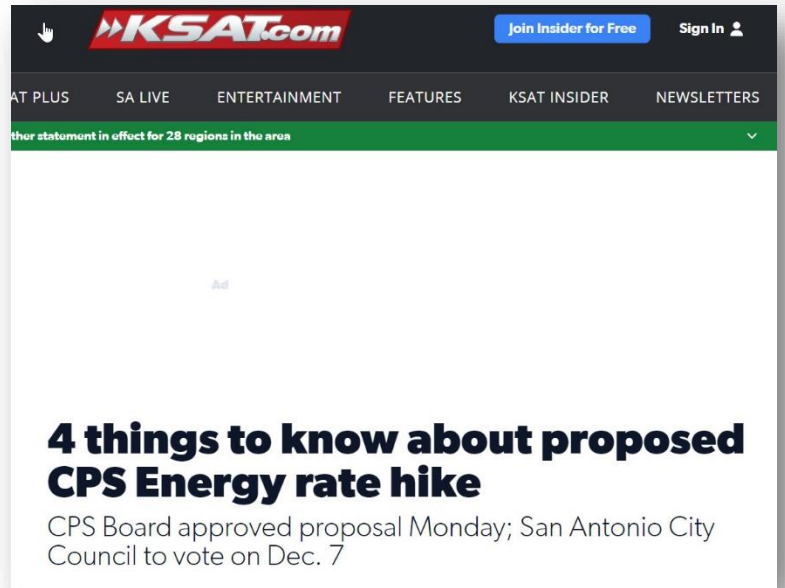 KSAT.com
Join Insider for Free
Sign In
AT PLUS SA LIVE ENTERTAINMENT FEATURES KSAT INSIDER NEWSLETTERS
ther statement in effect for 28 regions in the area
Ad
4 things to know about proposed
CPS Energy rate hike
CPS Board approved proposal Monday; San Antonio City
Council to vote on Dec. 7